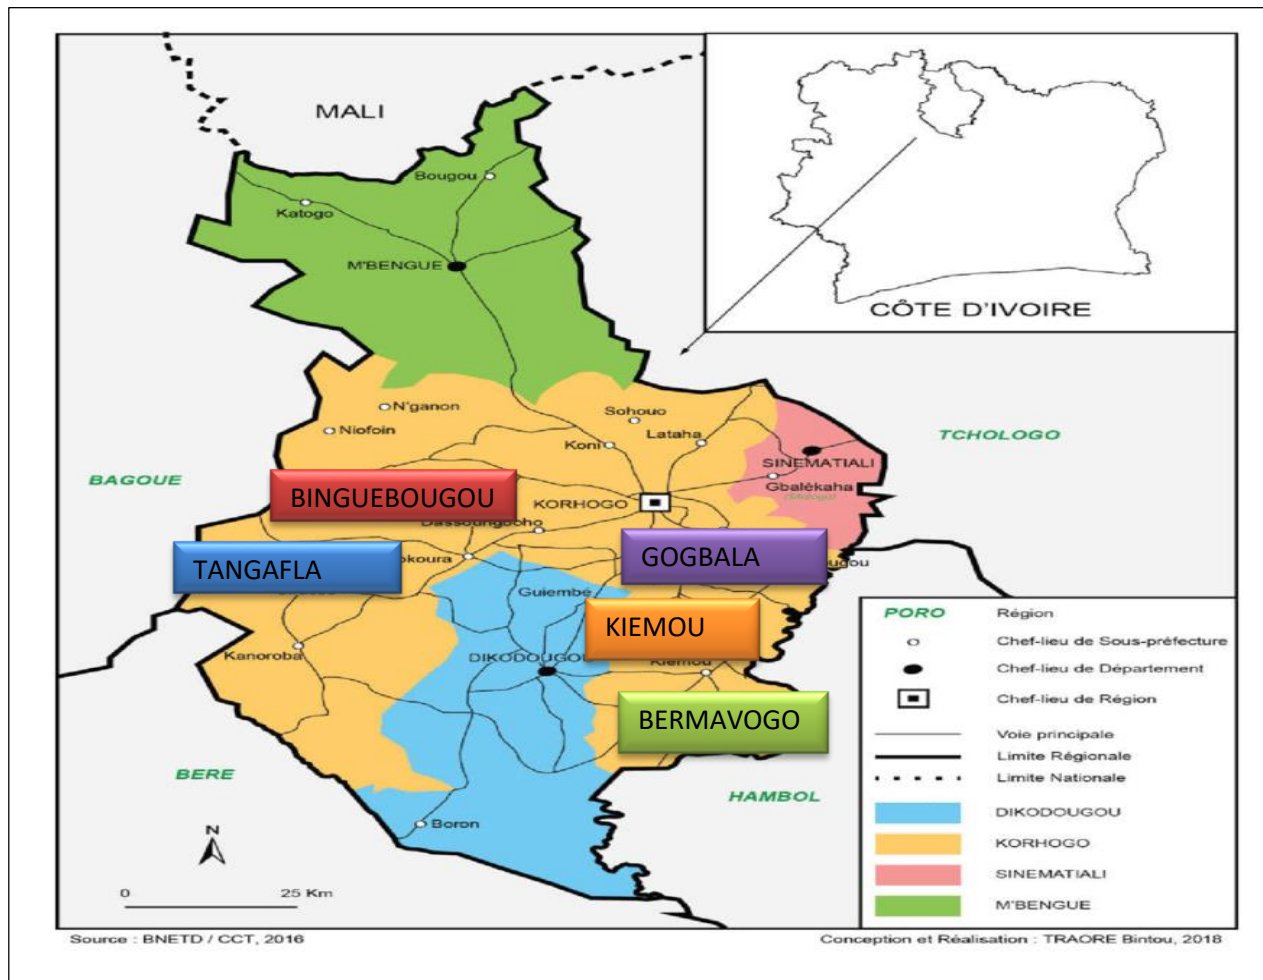 MALI
Bougou
Katogo
M'BENGUE
CÔTE D'IVOIRE
N'ganon
Niofoin
Sohouo
Koni
Lataha
TCHOLOGO
SINEMATIALI
Gbalékaha
BAGOUE
BINGUEBOUGOU
KORHOGO
TANGAFLA
GOGBALA
Guiembé
KIEMOU
Kanoroba
DIKODOUGOU
Kiémou
BERMAVOGO
BERE
HAMBOL
Boron
N
0 25 Km
PORO Région
Chef-lieu de Sous-préfecture
Chef-lieu de Département
Chef-lieu de Région
Voie principale
Limite Régionale
Limite Nationale
DIKODOUGOU
KORHOGO
SINEMATIALI
M'BENGUE
Source : BNETD / CCT, 2016
Conception et Réalisation : TRAORE Bintou, 2018